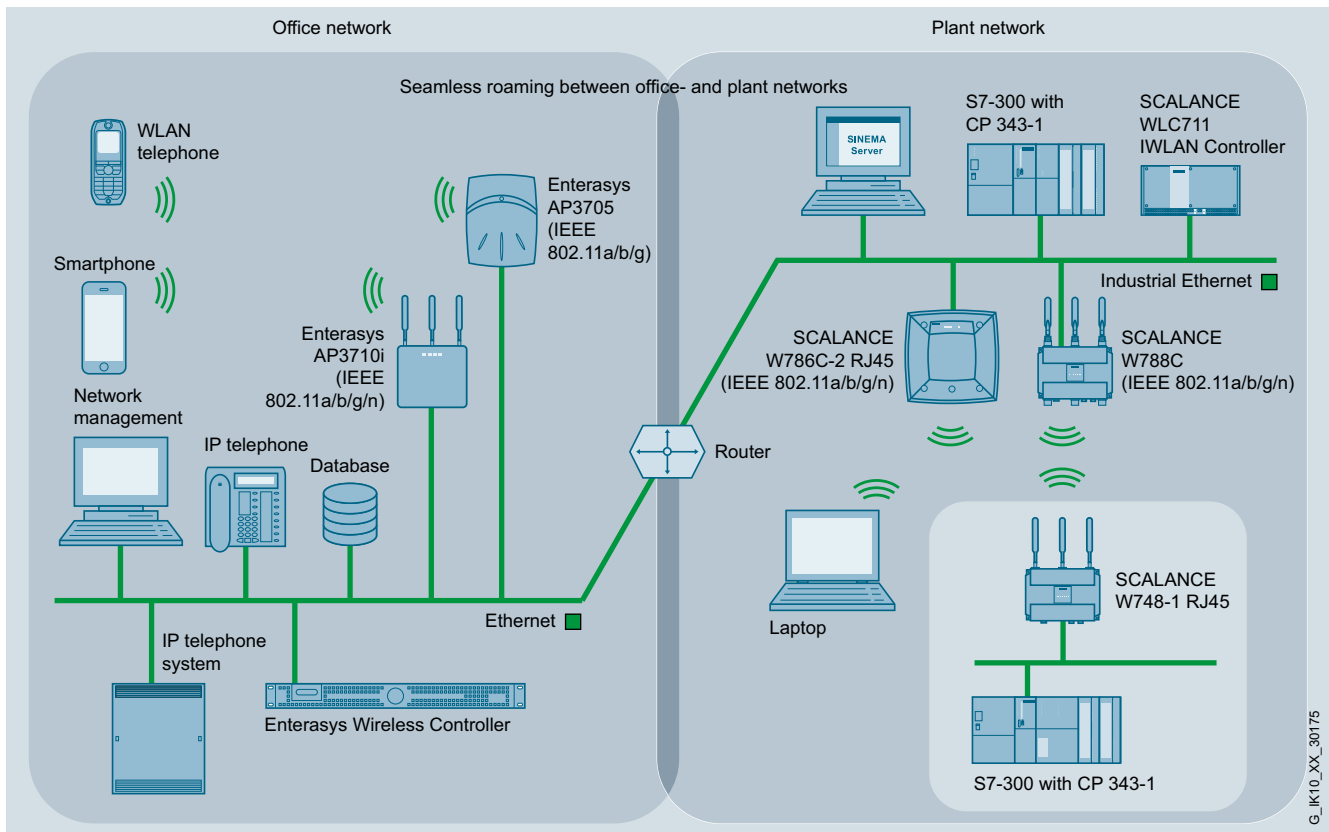 Office network
Plant network
Seamless roaming between office- and plant networks
WLAN
telephone
Enterasys
AP3705
(IEEE
802.11a/b/g)
Smartphone
Enterasys
AP3710i
(IEEE
802.11a/b/g/n)
Network
management
IP telephone
Database
Ethernet
IP telephone
system
Enterasys Wireless Controller
Router
SINEMA
Server
S7-300 with
CP 343-1
SCALANCE
WLC711
IWLAN Controller
Industrial Ethernet
SCALANCE
W786C-2 RJ45
(IEEE 802.11a/b/g/n)
SCALANCE
W788C
(IEEE 802.11a/b/g/n)
Laptop
SCALANCE
W748-1 RJ45
S7-300 with CP 343-1
G_IK10_XX_30175